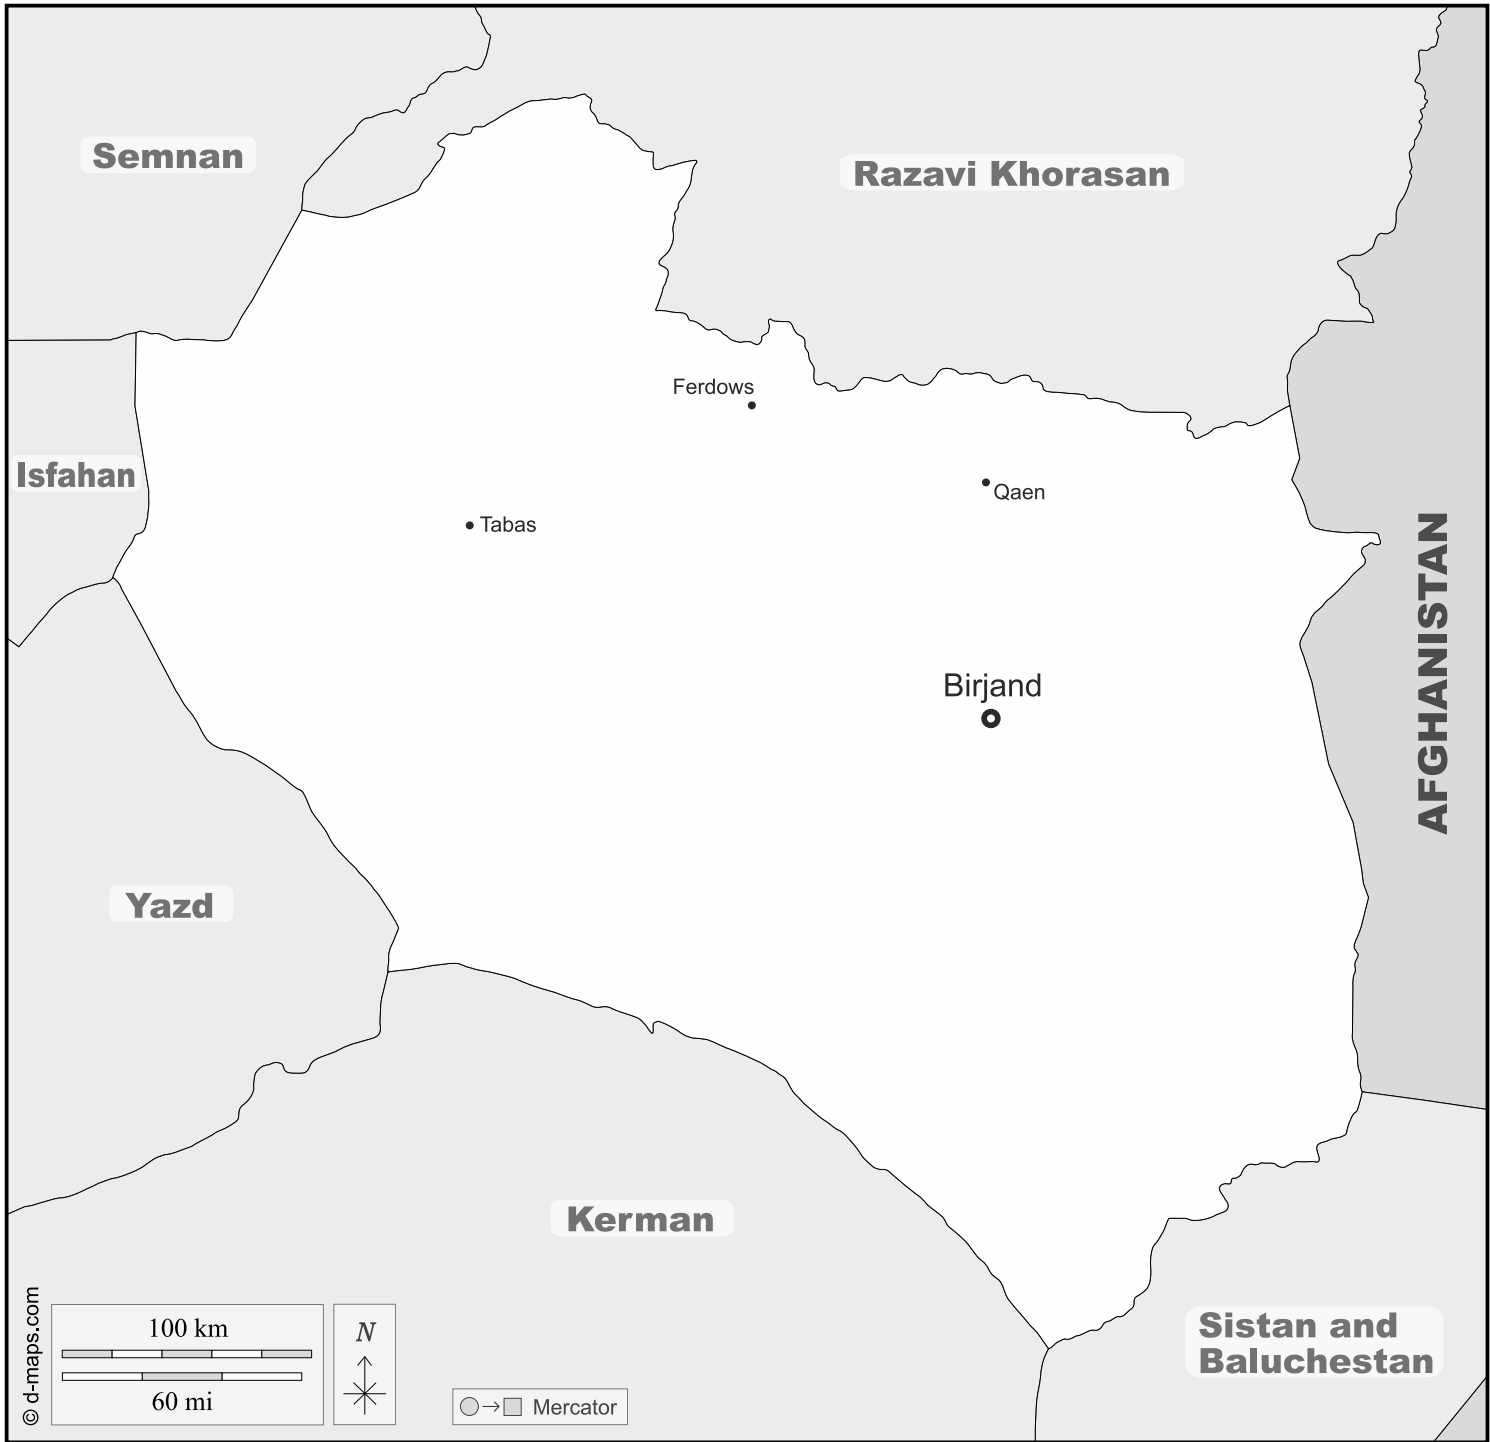 Semnan
Razavi Khorasan
Ferdows
Isfahan
Qaen
Tabas
AFGHANISTAN
Birjand
Yazd
Kerman
Sistan and
Baluchestan
© d-maps.com
100 km
60 mi
N
Mercator